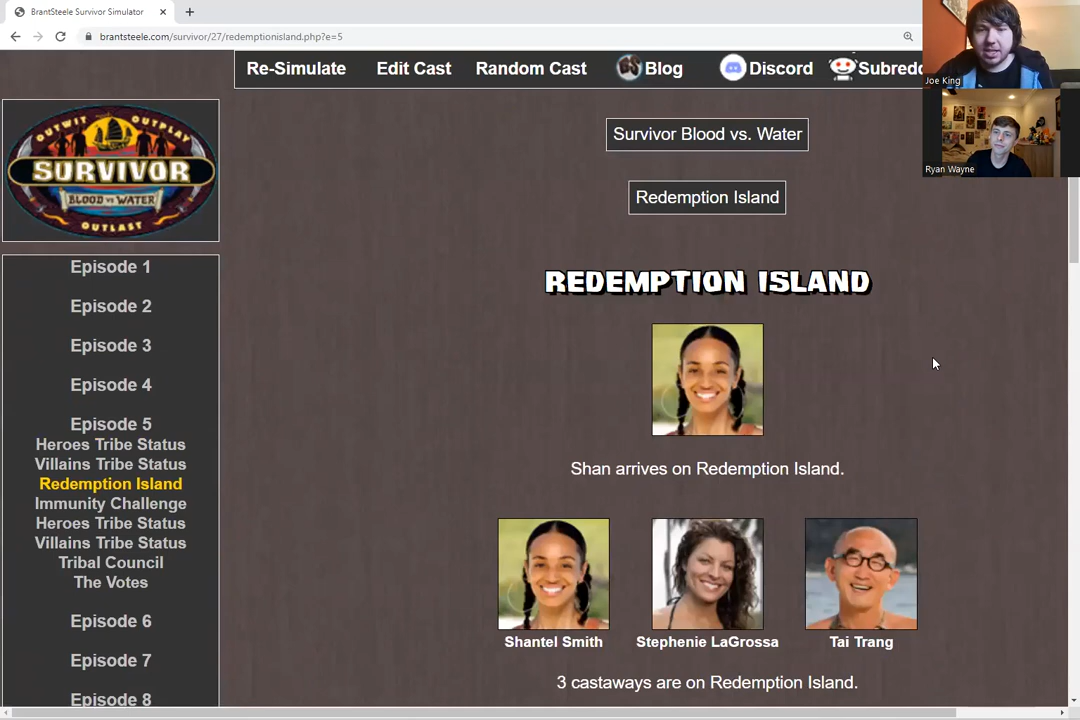 BrantSteele Survivor Simulator
brantsteele.com/survivor/27/redemptionisland.php?e=5
Re-Simulate Edit Cast Random Cast Blog Discord
Joe King
Ryan Wayne
OUTWIT OUTPLAY
SURVIVOR
BLOOD VS. WATER
OUTLAST
Survivor Blood vs. Water
Redemption Island
REDEMPTION ISLAND
Shan arrives on Redemption Island.
Shantel Smith Stephenie LaGrossa Tai Trang
3 castaways are on Redemption Island.
Episode 1
Episode 2
Episode 3
Episode 4
Episode 5
Heroes Tribe Status
Villains Tribe Status
Redemption Island
Immunity Challenge
Heroes Tribe Status
Villains Tribe Status
Tribal Council
The Votes
Episode 6
Episode 7
Episode 8